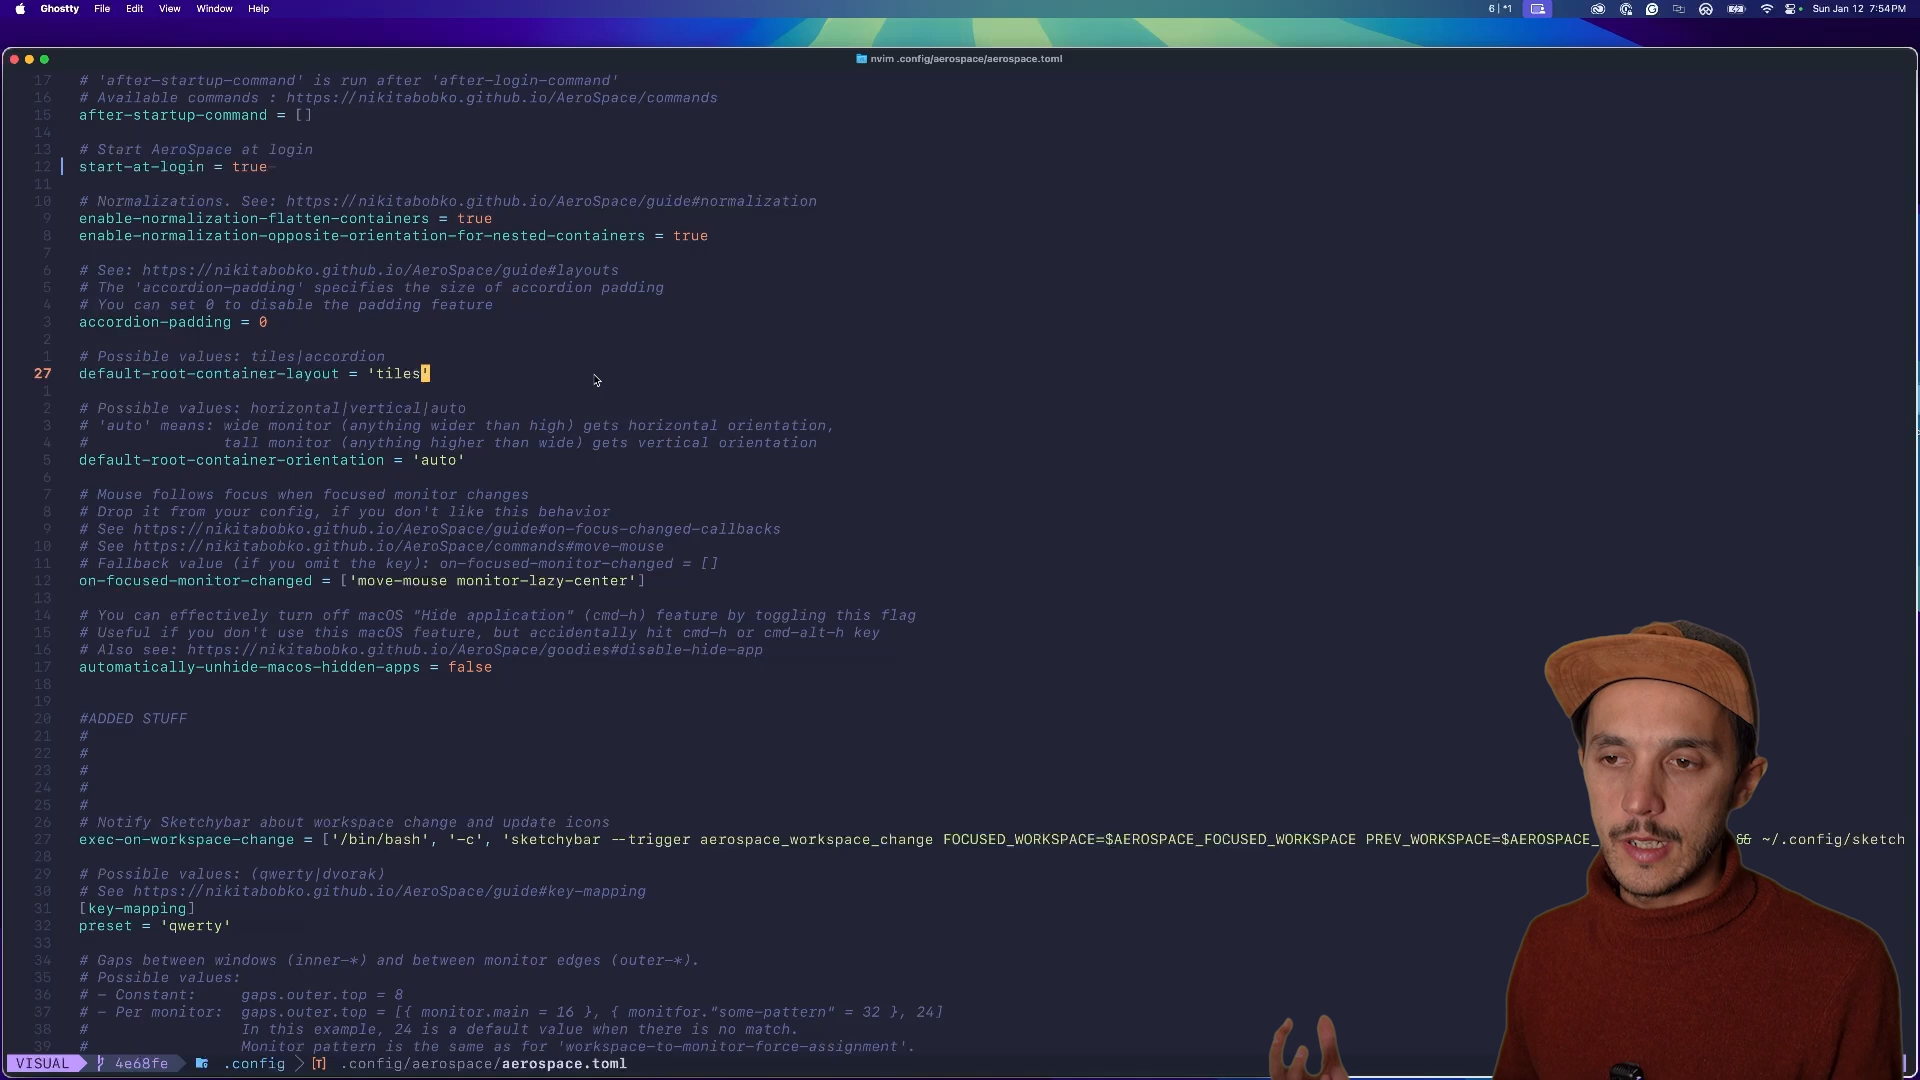 Ghostty File Edit View Window Help
6 | *1 Sun Jan 12 7:54 PM
nvim .config/aerospace/aerospace.toml
17 # 'after-startup-command' is run after 'after-login-command'
16 # Available commands : https://nikitabobko.github.io/AeroSpace/commands
15 after-startup-command = []
14
13 # Start AeroSpace at login
12 start-at-login = true
11
10 # Normalizations. See: https://nikitabobko.github.io/AeroSpace/guide#normalization
9 enable-normalization-flatten-containers = true
8 enable-normalization-opposite-orientation-for-nested-containers = true
7
6 # See: https://nikitabobko.github.io/AeroSpace/guide#layouts
5 # The 'accordion-padding' specifies the size of accordion padding
4 # You can set 0 to disable the padding feature
3 accordion-padding = 0
2
1 # Possible values: tiles|accordion
27 default-root-container-layout = 'tiles'
1
2 # Possible values: horizontal|vertical|auto
3 # 'auto' means: wide monitor (anything wider than high) gets horizontal orientation,
4 # tall monitor (anything higher than wide) gets vertical orientation
5 default-root-container-orientation = 'auto'
6
7 # Mouse follows focus when focused monitor changes
8 # Drop it from your config, if you don't like this behavior
9 # See https://nikitabobko.github.io/AeroSpace/guide#on-focus-changed-callbacks
10 # See https://nikitabobko.github.io/AeroSpace/commands#move-mouse
11 # Fallback value (if you omit the key): on-focused-monitor-changed = []
12 on-focused-monitor-changed = ['move-mouse monitor-lazy-center']
13
14 # You can effectively turn off macOS "Hide application" (cmd-h) feature by toggling this flag
15 # Useful if you don't use this macOS feature, but accidentally hit cmd-h or cmd-alt-h key
16 # Also see: https://nikitabobko.github.io/AeroSpace/goodies#disable-hide-app
17 automatically-unhide-macos-hidden-apps = false
18
19
20 #ADDED STUFF
21 #
22 #
23 #
24 #
25 #
26 # Notify Sketchybar about workspace change and update icons
27 exec-on-workspace-change = ['/bin/bash', '-c', 'sketchybar --trigger aerospace_workspace_change FOCUSED_WORKSPACE=$AEROSPACE_FOCUSED_WORKSPACE PREV_WORKSPACE=$AEROSPACE_ && ~/.config/sketch
28
29 # Possible values: (qwerty|dvorak)
30 # See https://nikitabobko.github.io/AeroSpace/guide#key-mapping
31 [key-mapping]
32 preset = 'qwerty'
33
34 # Gaps between windows (inner-*) and between monitor edges (outer-*).
35 # Possible values:
36 # - Constant: gaps.outer.top = 8
37 # - Per monitor: gaps.outer.top = [{ monitor.main = 16 }, { monitfor."some-pattern" = 32 }, 24]
38 # In this example, 24 is a default value when there is no match.
39 # Monitor pattern is the same as for 'workspace-to-monitor-force-assignment'.
VISUAL 4e68fe .config [T] .config/aerospace/aerospace.toml